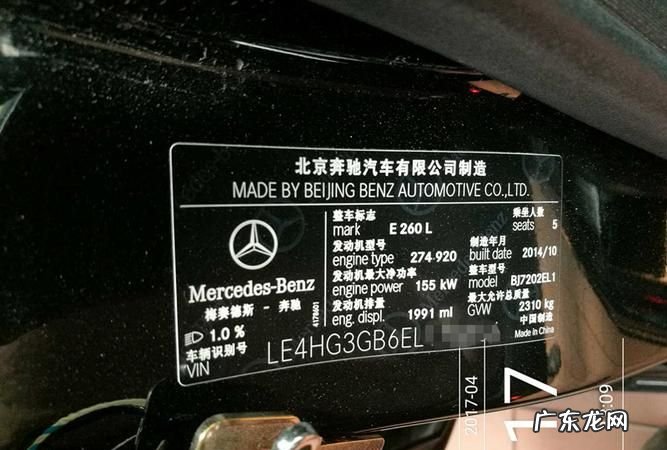 北京奔驰汽车有限公司制造
MADE BY BEIJING BENZ AUTOMOTIVE CO.,LTD.
Mercedes-Benz
梅赛德斯 - 奔驰
1.0 %
4178601
整车标志
mark E 260 L
乘坐人数
seats 5
发动机型号
engine type 274 920
制造年月
built date 2014/10
发动机最大净功率
engine power 155 kW
整车型号
model BJ7202EL1
发动机排量
eng. displ. 1991 ml
最大允许总质量
GVW 2310 kg
中国制造
Made in China
车辆识别号
VIN LE4HG3GB6EL
2017-04
17
:09
广东龙网